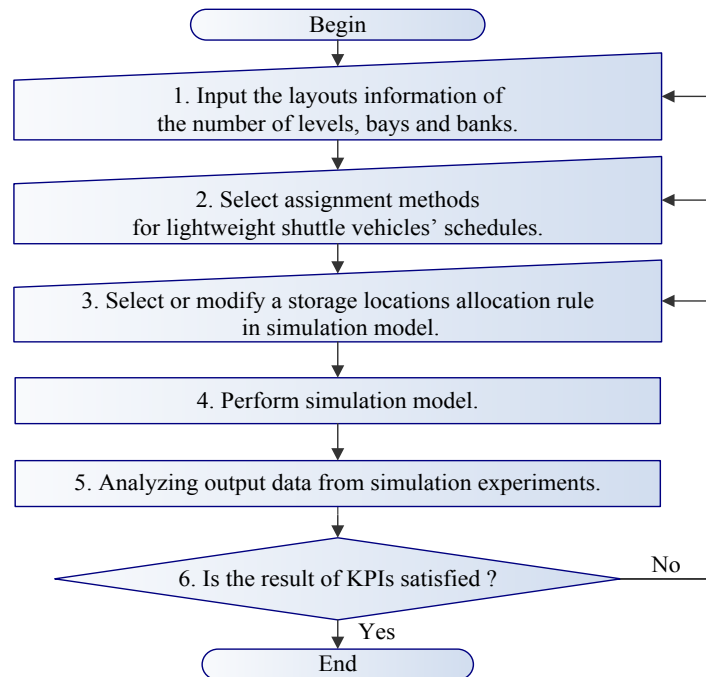 Begin
1. Input the layouts information of
the number of levels, bays and banks.
2. Select assignment methods
for lightweight shuttle vehicles’ schedules.
3. Select or modify a storage locations allocation rule
in simulation model.
4. Perform simulation model.
5. Analyzing output data from simulation experiments.
6. Is the result of KPIs satisfied ?
No
Yes
End